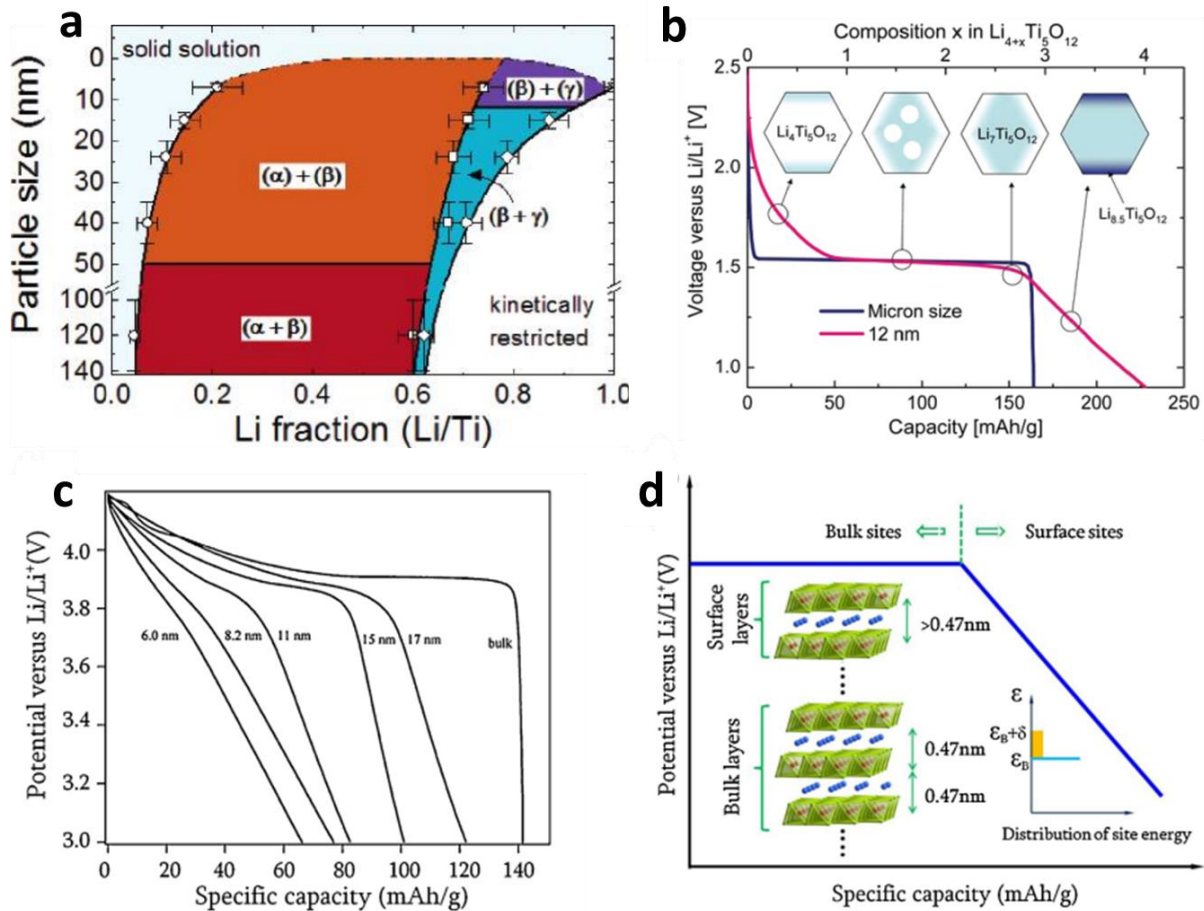 a
solid solution
Particle size (nm)
0
10
20
30
40
50
100
120
140
(α) + (β)
(β) + (γ)
(β + γ)
(α + β)
kinetically
restricted
0.0
0.2
0.4
0.6
0.8
1.0
Li fraction (Li/Ti)
b
Composition x in Li₄₊ₓTi₅O₁₂
0
1
2
3
4
Voltage versus Li/Li⁺ [V]
2.5
2.0
1.5
1.0
Li₄Ti₅O₁₂
Li₇Ti₅O₁₂
Li₈.₅Ti₅O₁₂
Micron size
12 nm
0
50
100
150
200
250
Capacity [mAh/g]
c
Potential versus Li/Li⁺(V)
4.0
3.8
3.6
3.4
3.2
3.0
6.0 nm
8.2 nm
11 nm
15 nm
17 nm
bulk
0
20
40
60
80
100
120
140
Specific capacity (mAh/g)
d
Potential versus Li/Li⁺(V)
Bulk sites
Surface sites
Surface
layers
>0.47nm
Bulk layers
0.47nm
0.47nm
ε
εB+δ
εB
Distribution of site energy
Specific capacity (mAh/g)